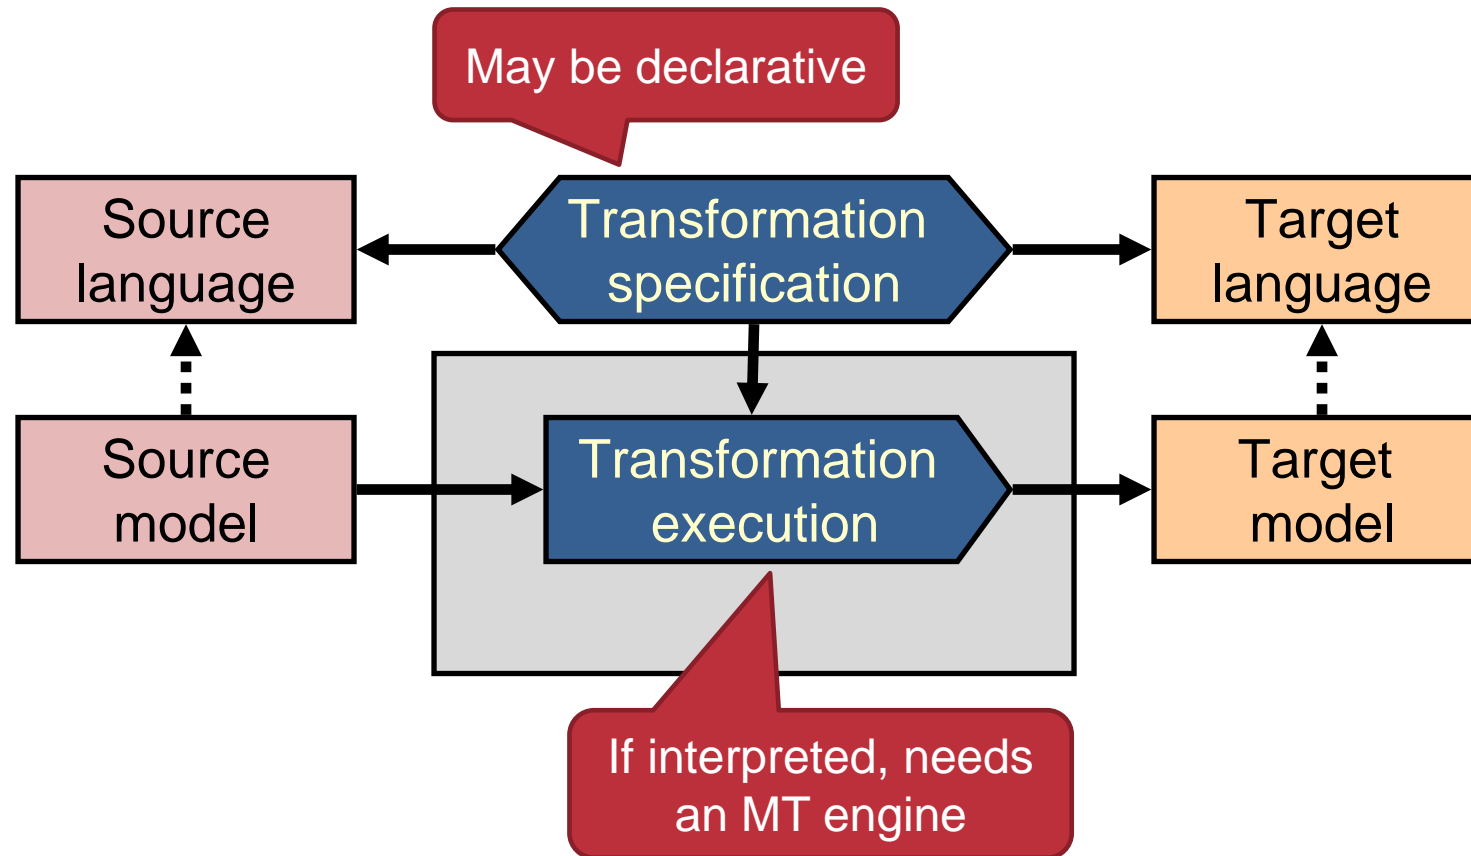 May be declarative
Source
language
Transformation
specification
Target
language
Source
model
Transformation
execution
Target
model
If interpreted, needs
an MT engine